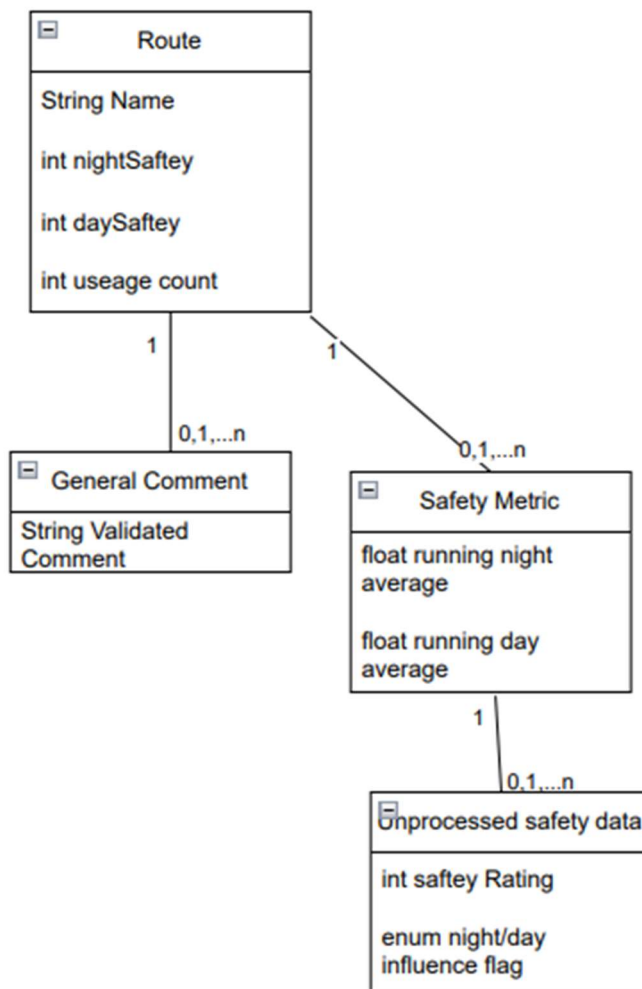 Route
String Name
int nightSaftey
int daySaftey
int useage count
1
1
0,1,...n
0,1,...n
General Comment
String Validated
Comment
Safety Metric
float running night
average
float running day
average
1
0,1,...n
Unprocessed safety data
int saftey Rating
enum night/day
influence flag